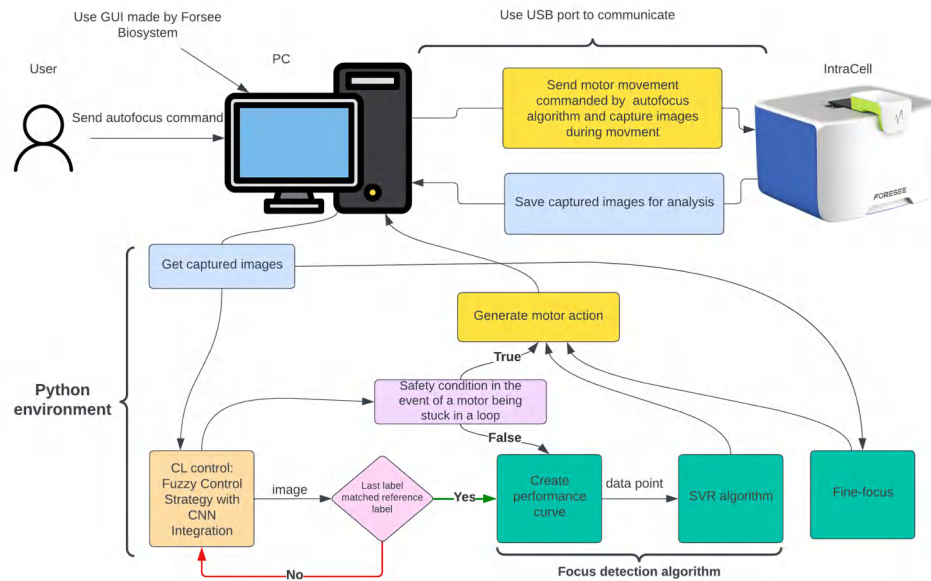 Use GUI made by Forsee
Biosystem
Use USB port to communicate
User
PC
IntraCell
Send autofocus command
Send motor movement
commanded by autofocus
algorithm and capture images
during movment
FORESEE
Save captured images for analysis
Get captured images
Generate motor action
True
Python
environment
Safety condition in the
event of a motor being
stuck in a loop
False
CL control:
Fuzzy Control
Strategy with
CNN
Integration
image
Last label
matched reference
label
Yes
Create
performance
curve
data point
SVR algorithm
Fine-focus
No
Focus detection algorithm